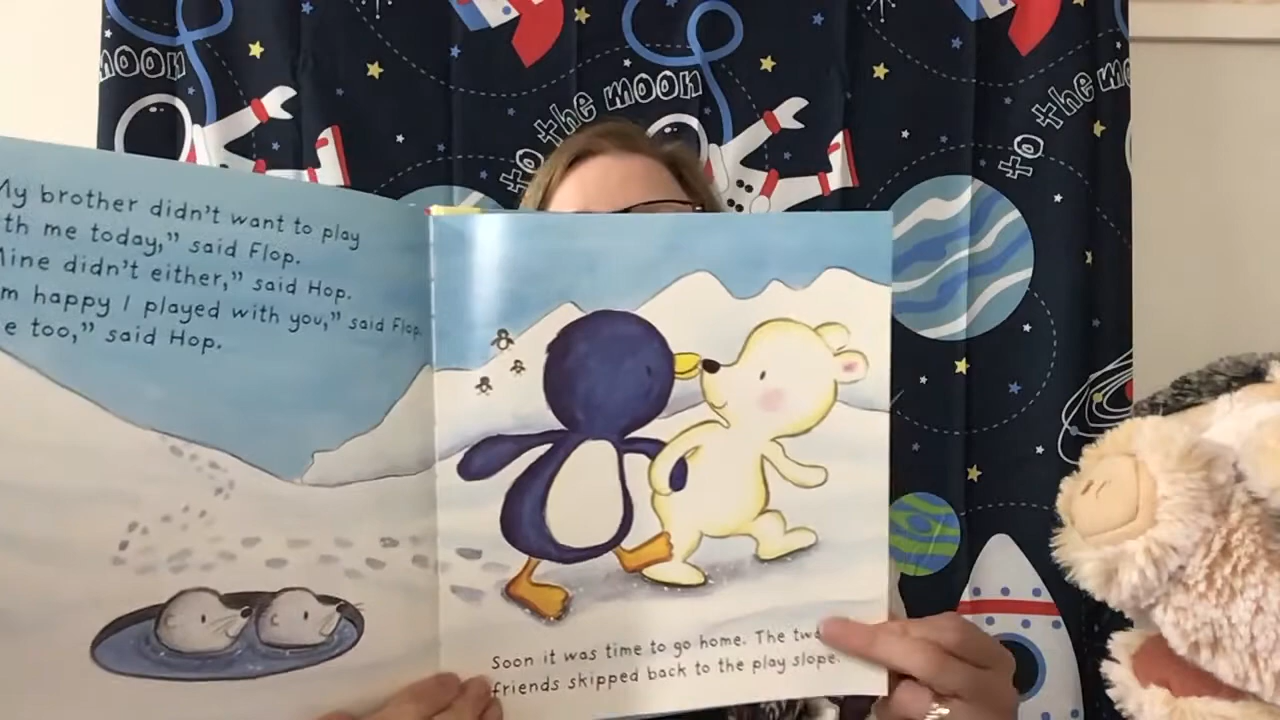 MOON
to the moon
to the mo
My brother didn't want to play
th me today," said Flop.
Mine didn't either," said Hop.
m happy I played with you," said Flop.
e too," said Hop.
Soon it was time to go home. The two
friends skipped back to the play slope.